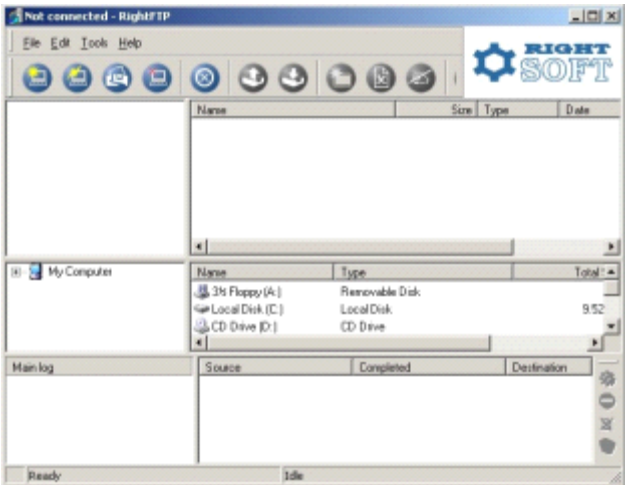 Not connected - RightFTP
File Edit Tools Help
RIGHT
SOFT
Name Size Type Date
My Computer
Name Type Total
3½ Floppy (A:) Removable Disk
Local Disk (C:) Local Disk 9.52
CD Drive (D:) CD Drive
Main log
Source Completed Destination
Ready Idle